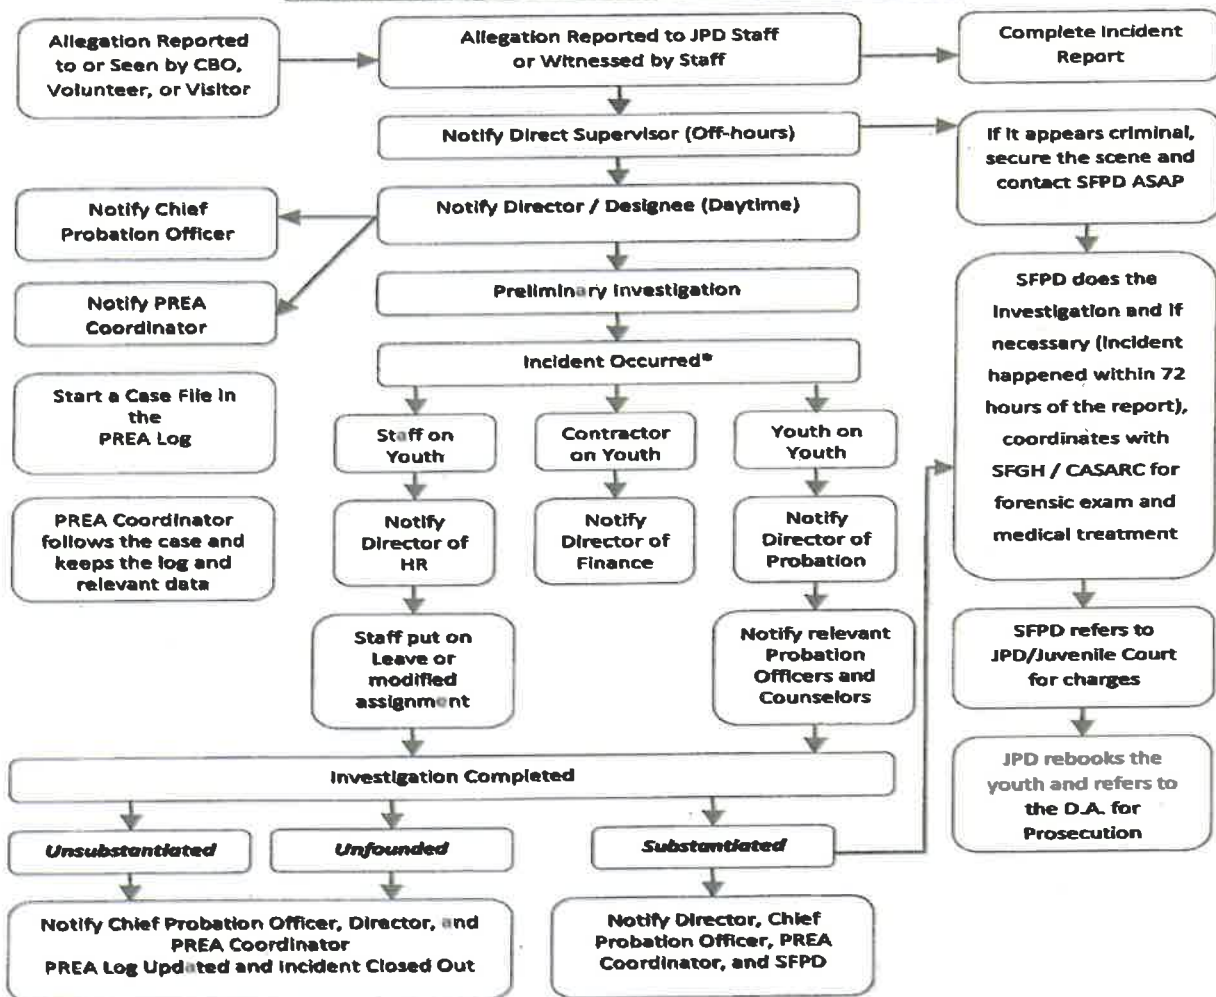 Allegation Reported
to or Seen by CBO,
Volunteer, or Visitor
Allegation Reported to JPD Staff
or Witnessed by Staff
Complete Incident
Report
Notify Direct Supervisor (Off-hours)
If it appears criminal,
secure the scene and
contact SFPD ASAP
Notify Chief
Probation Officer
Notify Director / Designee (Daytime)
Notify PREA
Coordinator
Preliminary Investigation
SFPD does the
investigation and if
necessary (incident
happened within 72
hours of the report),
coordinates with
SFGH / CASARC for
forensic exam and
medical treatment
Incident Occurred*
Start a Case File in
the
PREA Log
Staff on
Youth
Contractor
on Youth
Youth on
Youth
PREA Coordinator
follows the case and
keeps the log and
relevant data
Notify
Director of
HR
Notify
Director of
Finance
Notify
Director of
Probation
Staff put on
Leave or
modified
assignment
Notify relevant
Probation
Officers and
Counselors
SFPD refers to
JPD/Juvenile Court
for charges
JPD rebooks the
youth and refers to
the D.A. for
Prosecution
Investigation Completed
Unsubstantiated
Unfounded
Substantiated
Notify Chief Probation Officer, Director, and
PREA Coordinator
PREA Log Updated and Incident Closed Out
Notify Director, Chief
Probation Officer, PREA
Coordinator, and SFPD